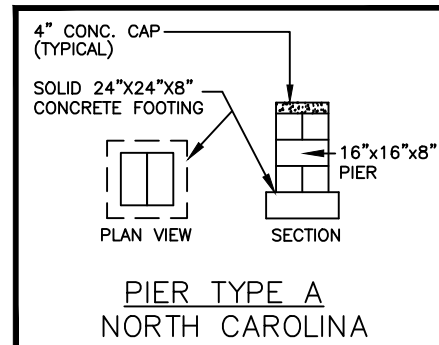 4" CONC. CAP
(TYPICAL)
SOLID 24"X24"X8"
CONCRETE FOOTING
16"x16"x8"
PIER
PLAN VIEW
SECTION
PIER TYPE A
NORTH CAROLINA